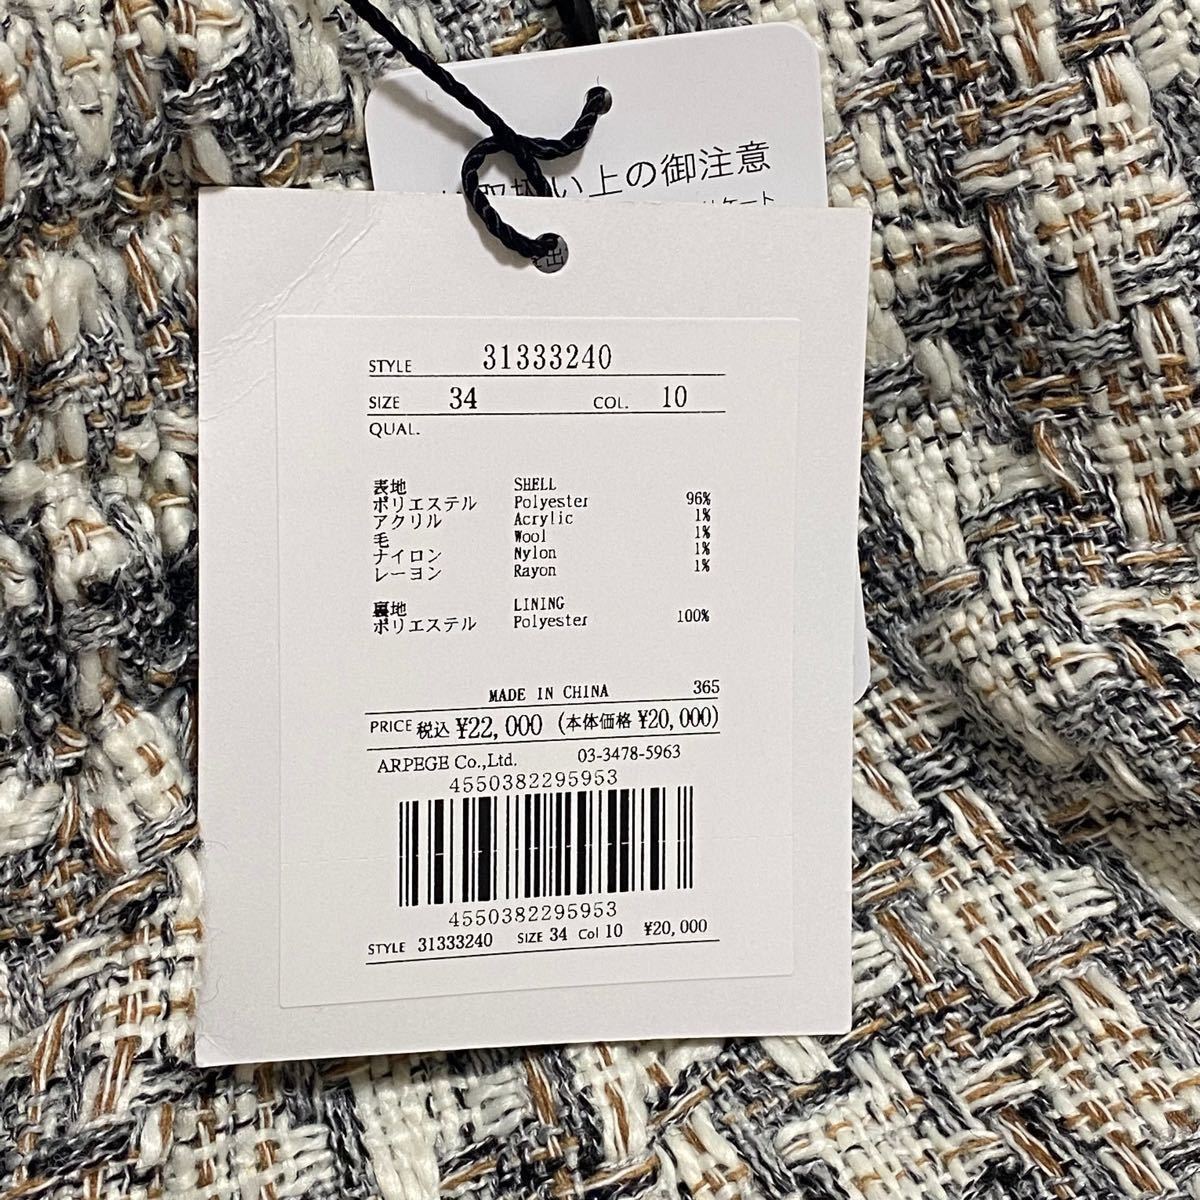 い上の御注意
STYLE 31333240
SIZE 34 COL. 10
QUAL.
表地 SHELL
ポリエステル Polyester 96%
アクリル Acrylic 1%
毛 Wool 1%
ナイロン Nylon 1%
レーヨン Rayon 1%
裏地 LINING
ポリエステル Polyester 100%
MADE IN CHINA 365
PRICE 税込 ¥22,000 (本体価格 ¥20,000)
ARPEGE Co.,Ltd. 03-3478-5963
4550382295953
4550382295953
STYLE 31333240 SIZE 34 Col 10 ¥20,000